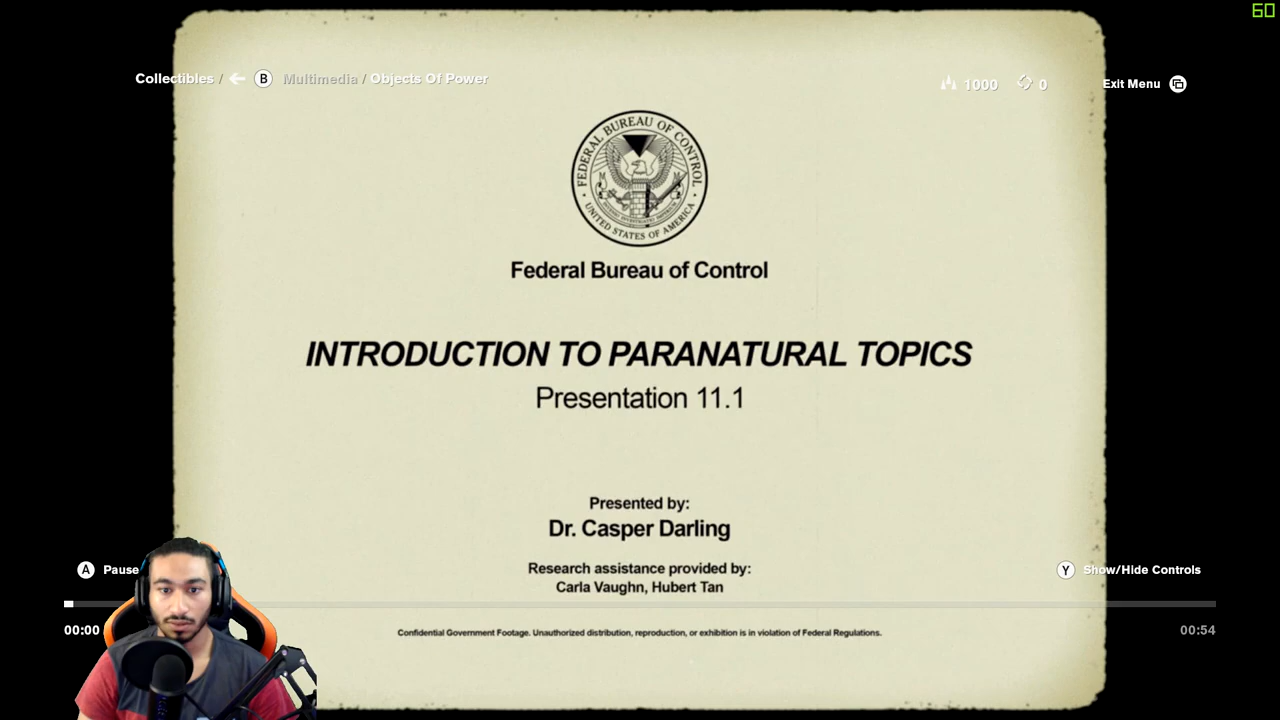 60
Collectibles / B Multimedia / Objects Of Power
1000 0 Exit Menu
FEDERAL BUREAU OF CONTROL
UNITED STATES OF AMERICA
Federal Bureau of Control
INTRODUCTION TO PARANATURAL TOPICS
Presentation 11.1
Presented by:
Dr. Casper Darling
Research assistance provided by:
Carla Vaughn, Hubert Tan
A Pause
Y Show/Hide Controls
00:00
00:54
Confidential Government Footage. Unauthorized distribution, reproduction, or exhibition is in violation of Federal Regulations.